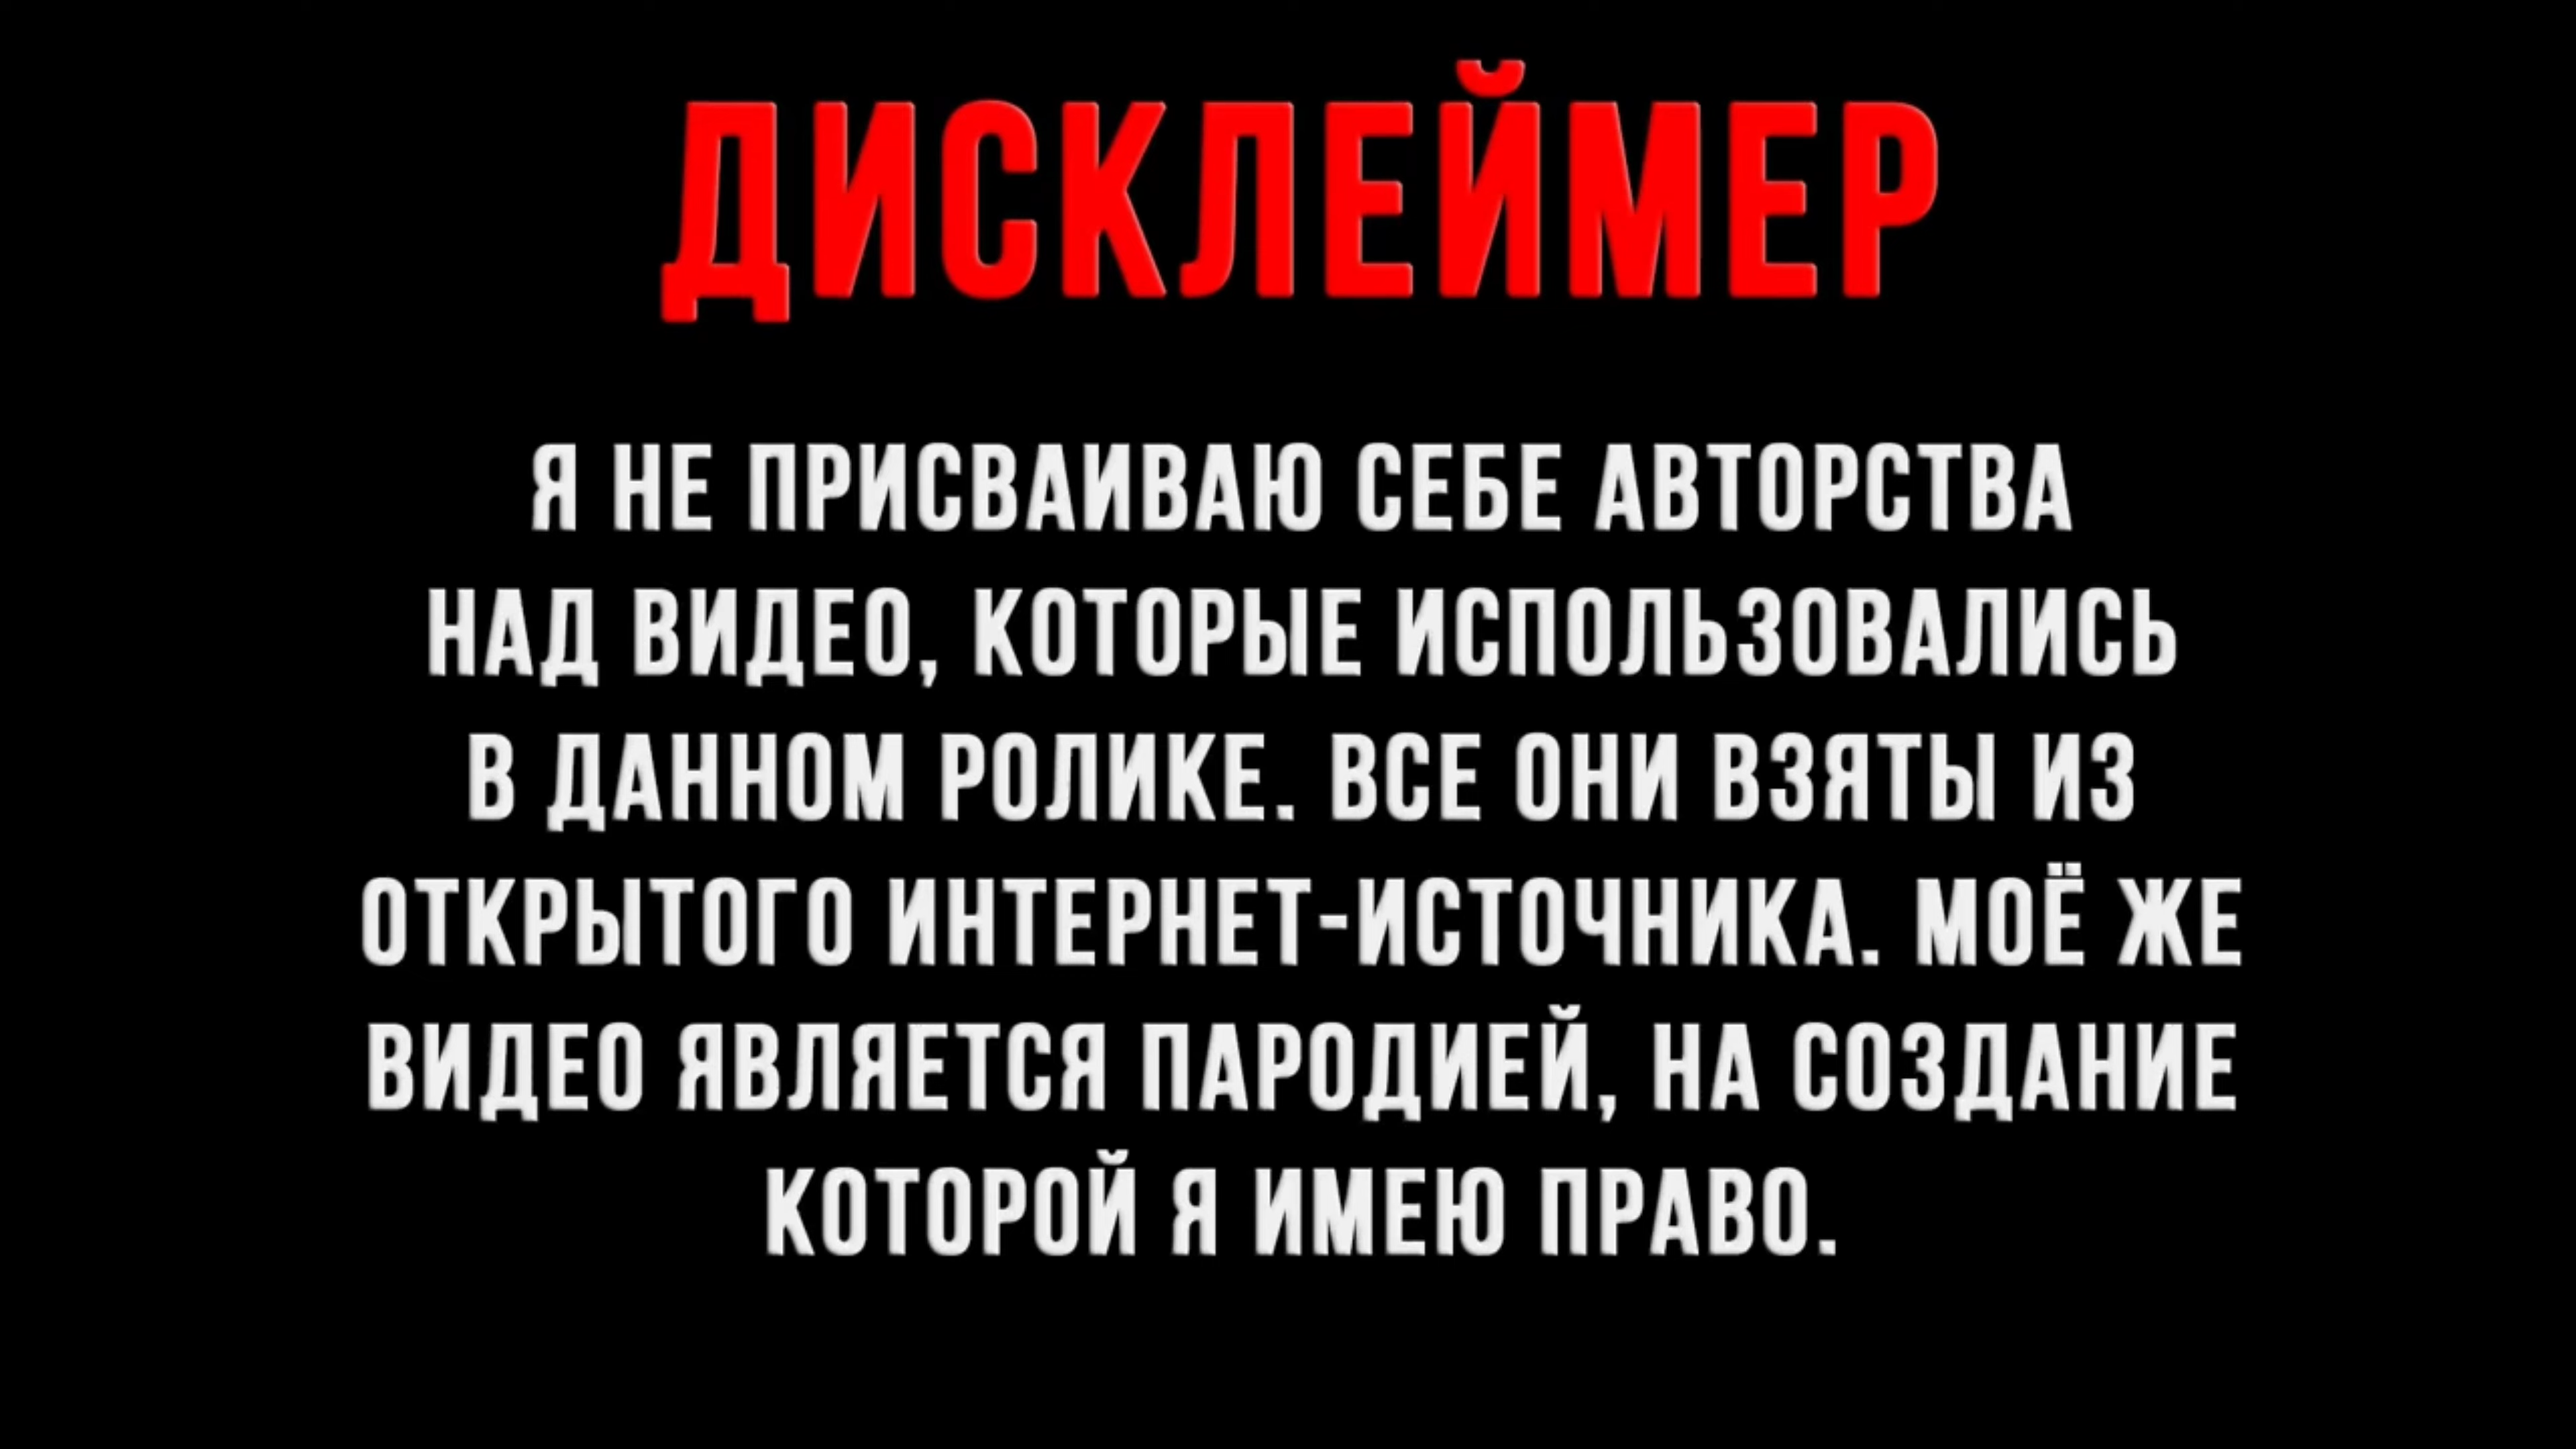 ДИСКЛЕЙМЕР
Я НЕ ПРИСВАИВАЮ СЕБЕ АВТОРСТВА
НАД ВИДЕО, КОТОРЫЕ ИСПОЛЬЗОВАЛИСЬ
В ДАННОМ РОЛИКЕ. ВСЕ ОНИ ВЗЯТЫ ИЗ
ОТКРЫТОГО ИНТЕРНЕТ-ИСТОЧНИКА. МОЁ ЖЕ
ВИДЕО ЯВЛЯЕТСЯ ПАРОДИЕЙ, НА СОЗДАНИЕ
КОТОРОЙ Я ИМЕЮ ПРАВО.